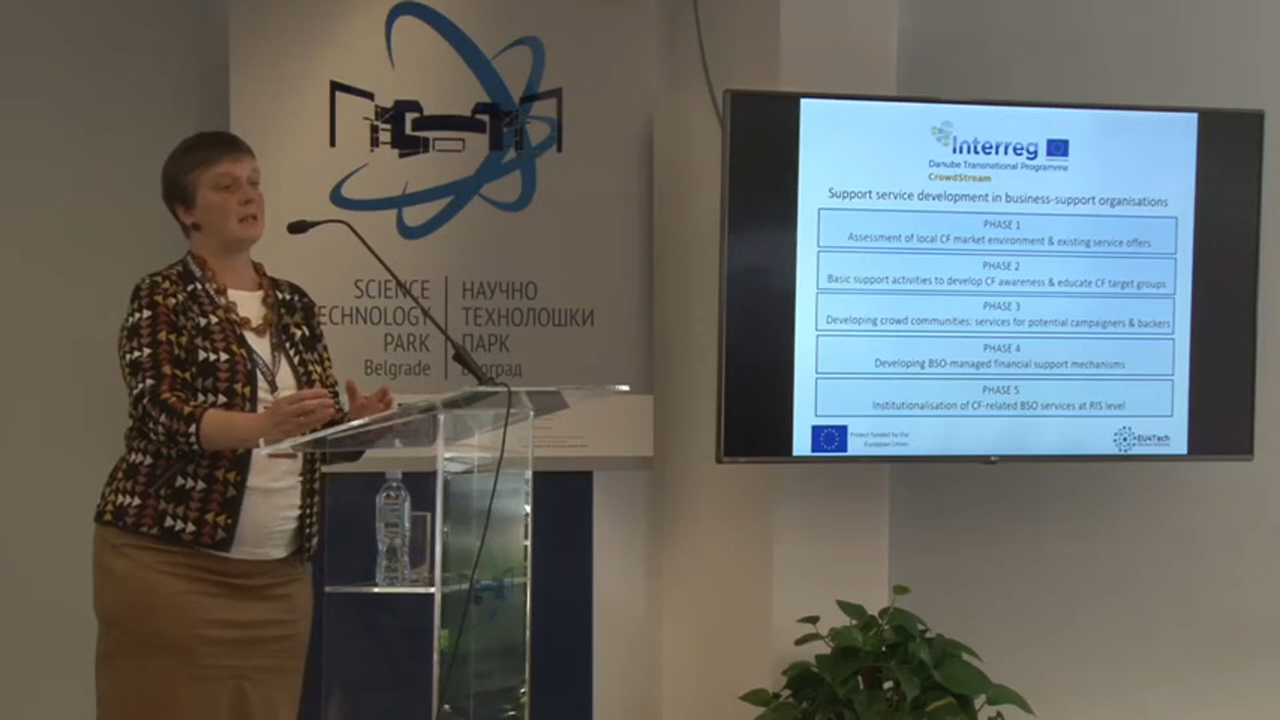 SCIENCE
TECHNOLOGY
PARK
Belgrade
НАУЧНО
ТЕХНОЛОШКИ
ПАРК
Београд
Interreg
Danube Transnational Programme
CrowdStream
Support service development in business-support organisations
PHASE 1
Assessment of local CF market environment & existing service offers
PHASE 2
Basic support activities to develop CF awareness & educate CF target groups
PHASE 3
Developing crowd communities: services for potential campaigners & backers
PHASE 4
Developing BSO-managed financial support mechanisms
PHASE 5
Institutionalisation of CF-related BSO services at RIS level
Project funded by the
European Union
EU4Tech